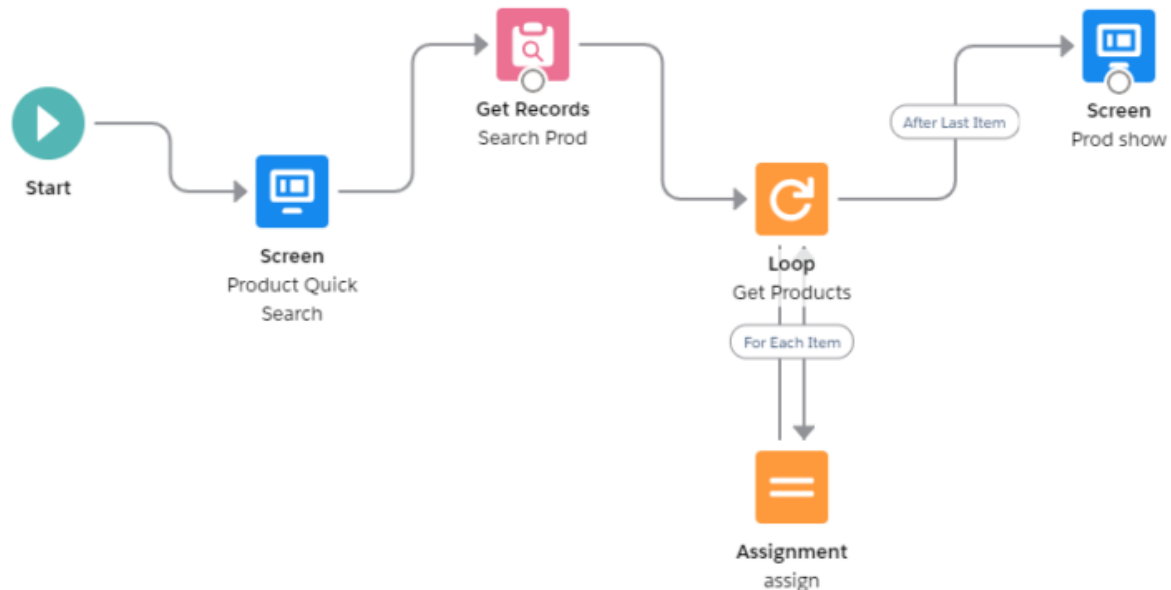 Start
Screen
Product Quick
Search
Get Records
Search Prod
Loop
Get Products
For Each Item
Assignment
assign
After Last Item
Screen
Prod show